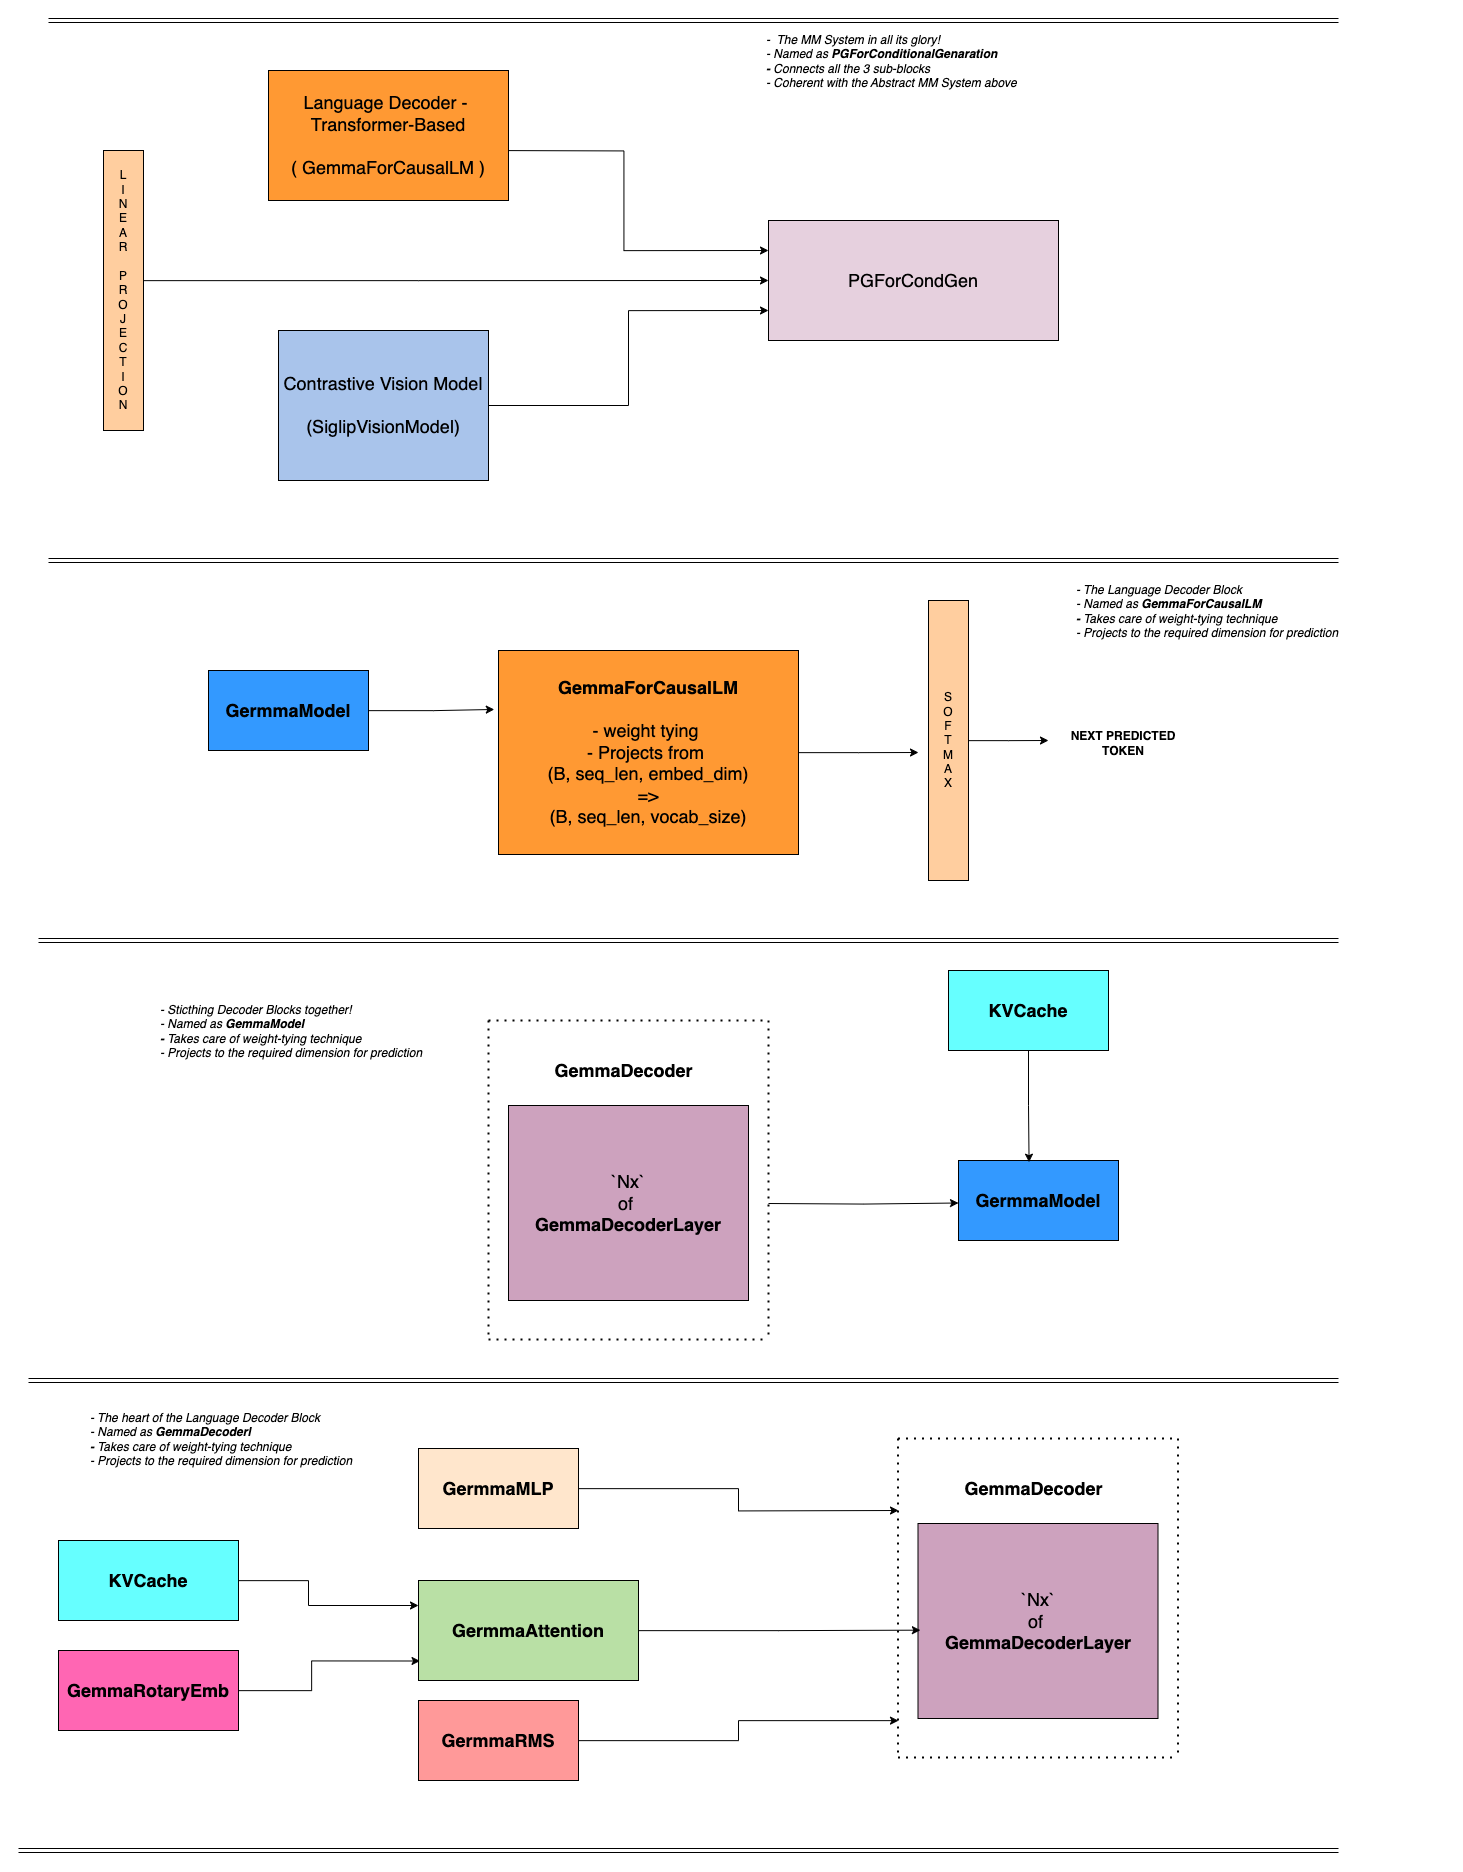 -  The MM System in all its glory!
- Named as PGForConditionalGenaration
- Connects all the 3 sub-blocks
- Coherent with the Abstract MM System above
Language Decoder -
Transformer-Based
( GemmaForCausalLM )
LINEAR PROJECTION
PGForCondGen
Contrastive Vision Model
(SiglipVisionModel)
- The Language Decoder Block
- Named as GemmaForCausalLM
- Takes care of weight-tying technique
- Projects to the required dimension for prediction
GermmaModel
GemmaForCausalLM
- weight tying
- Projects from
(B, seq_len, embed_dim)
=>
(B, seq_len, vocab_size)
SOFTMAX
NEXT PREDICTED
TOKEN
- Sticthing Decoder Blocks together!
- Named as GemmaModel
- Takes care of weight-tying technique
- Projects to the required dimension for prediction
GemmaDecoder
`Nx`
of
GemmaDecoderLayer
KVCache
GermmaModel
- The heart of the Language Decoder Block
- Named as GemmaDecoderl
- Takes care of weight-tying technique
- Projects to the required dimension for prediction
GermmaMLP
KVCache
GermmaAttention
GemmaRotaryEmb
GermmaRMS
GemmaDecoder
`Nx`
of
GemmaDecoderLayer